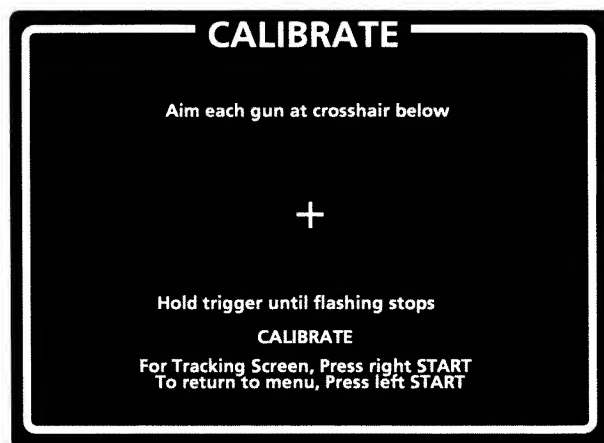 CALIBRATE
Aim each gun at crosshair below
Hold trigger until flashing stops
CALIBRATE
For Tracking Screen, Press right START
To return to menu, Press left START